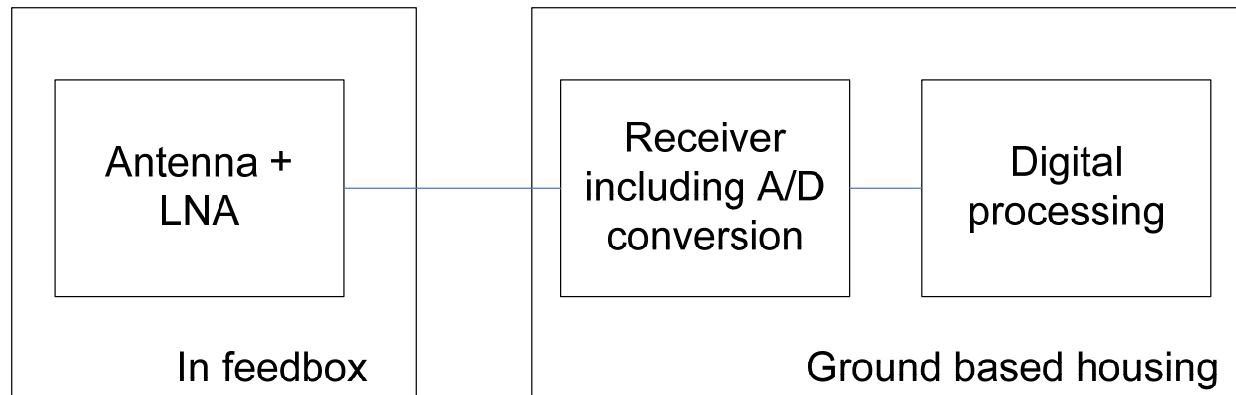 Antenna +
LNA
In feedbox
Receiver
including A/D
conversion
Digital
processing
Ground based housing